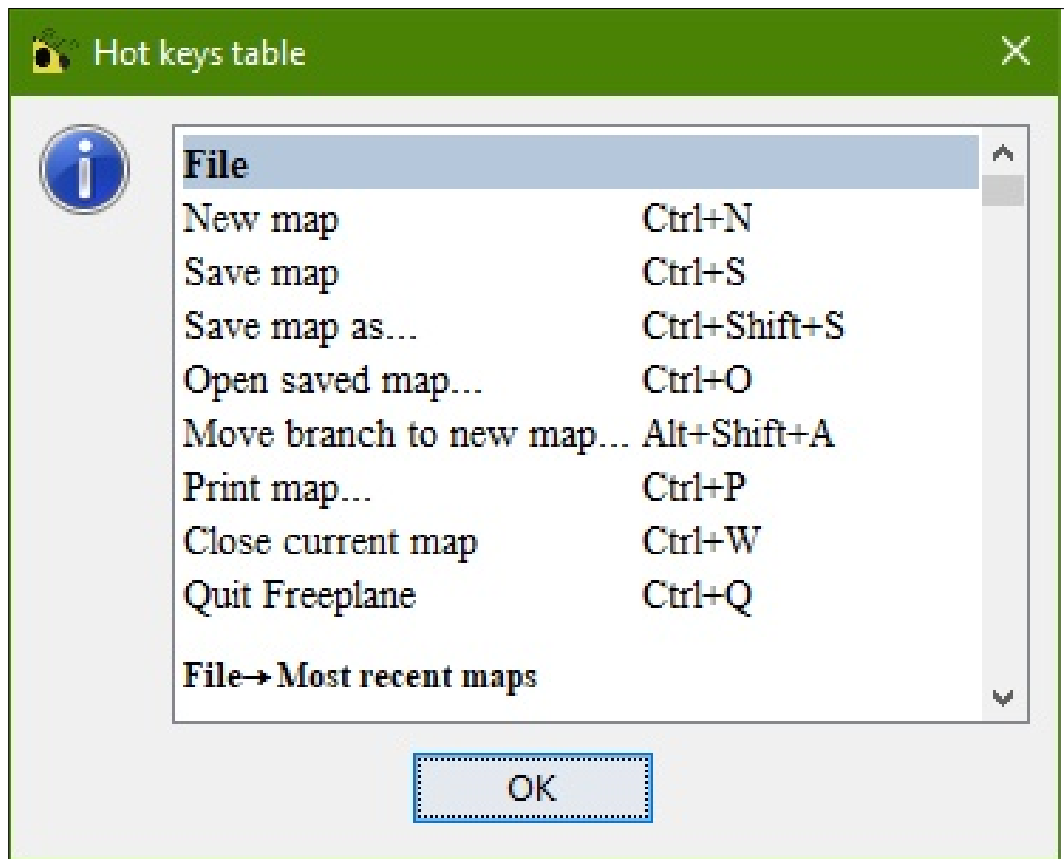 Hot keys table
File
New map Ctrl+N
Save map Ctrl+S
Save map as... Ctrl+Shift+S
Open saved map... Ctrl+O
Move branch to new map... Alt+Shift+A
Print map... Ctrl+P
Close current map Ctrl+W
Quit Freeplane Ctrl+Q
File→Most recent maps
OK